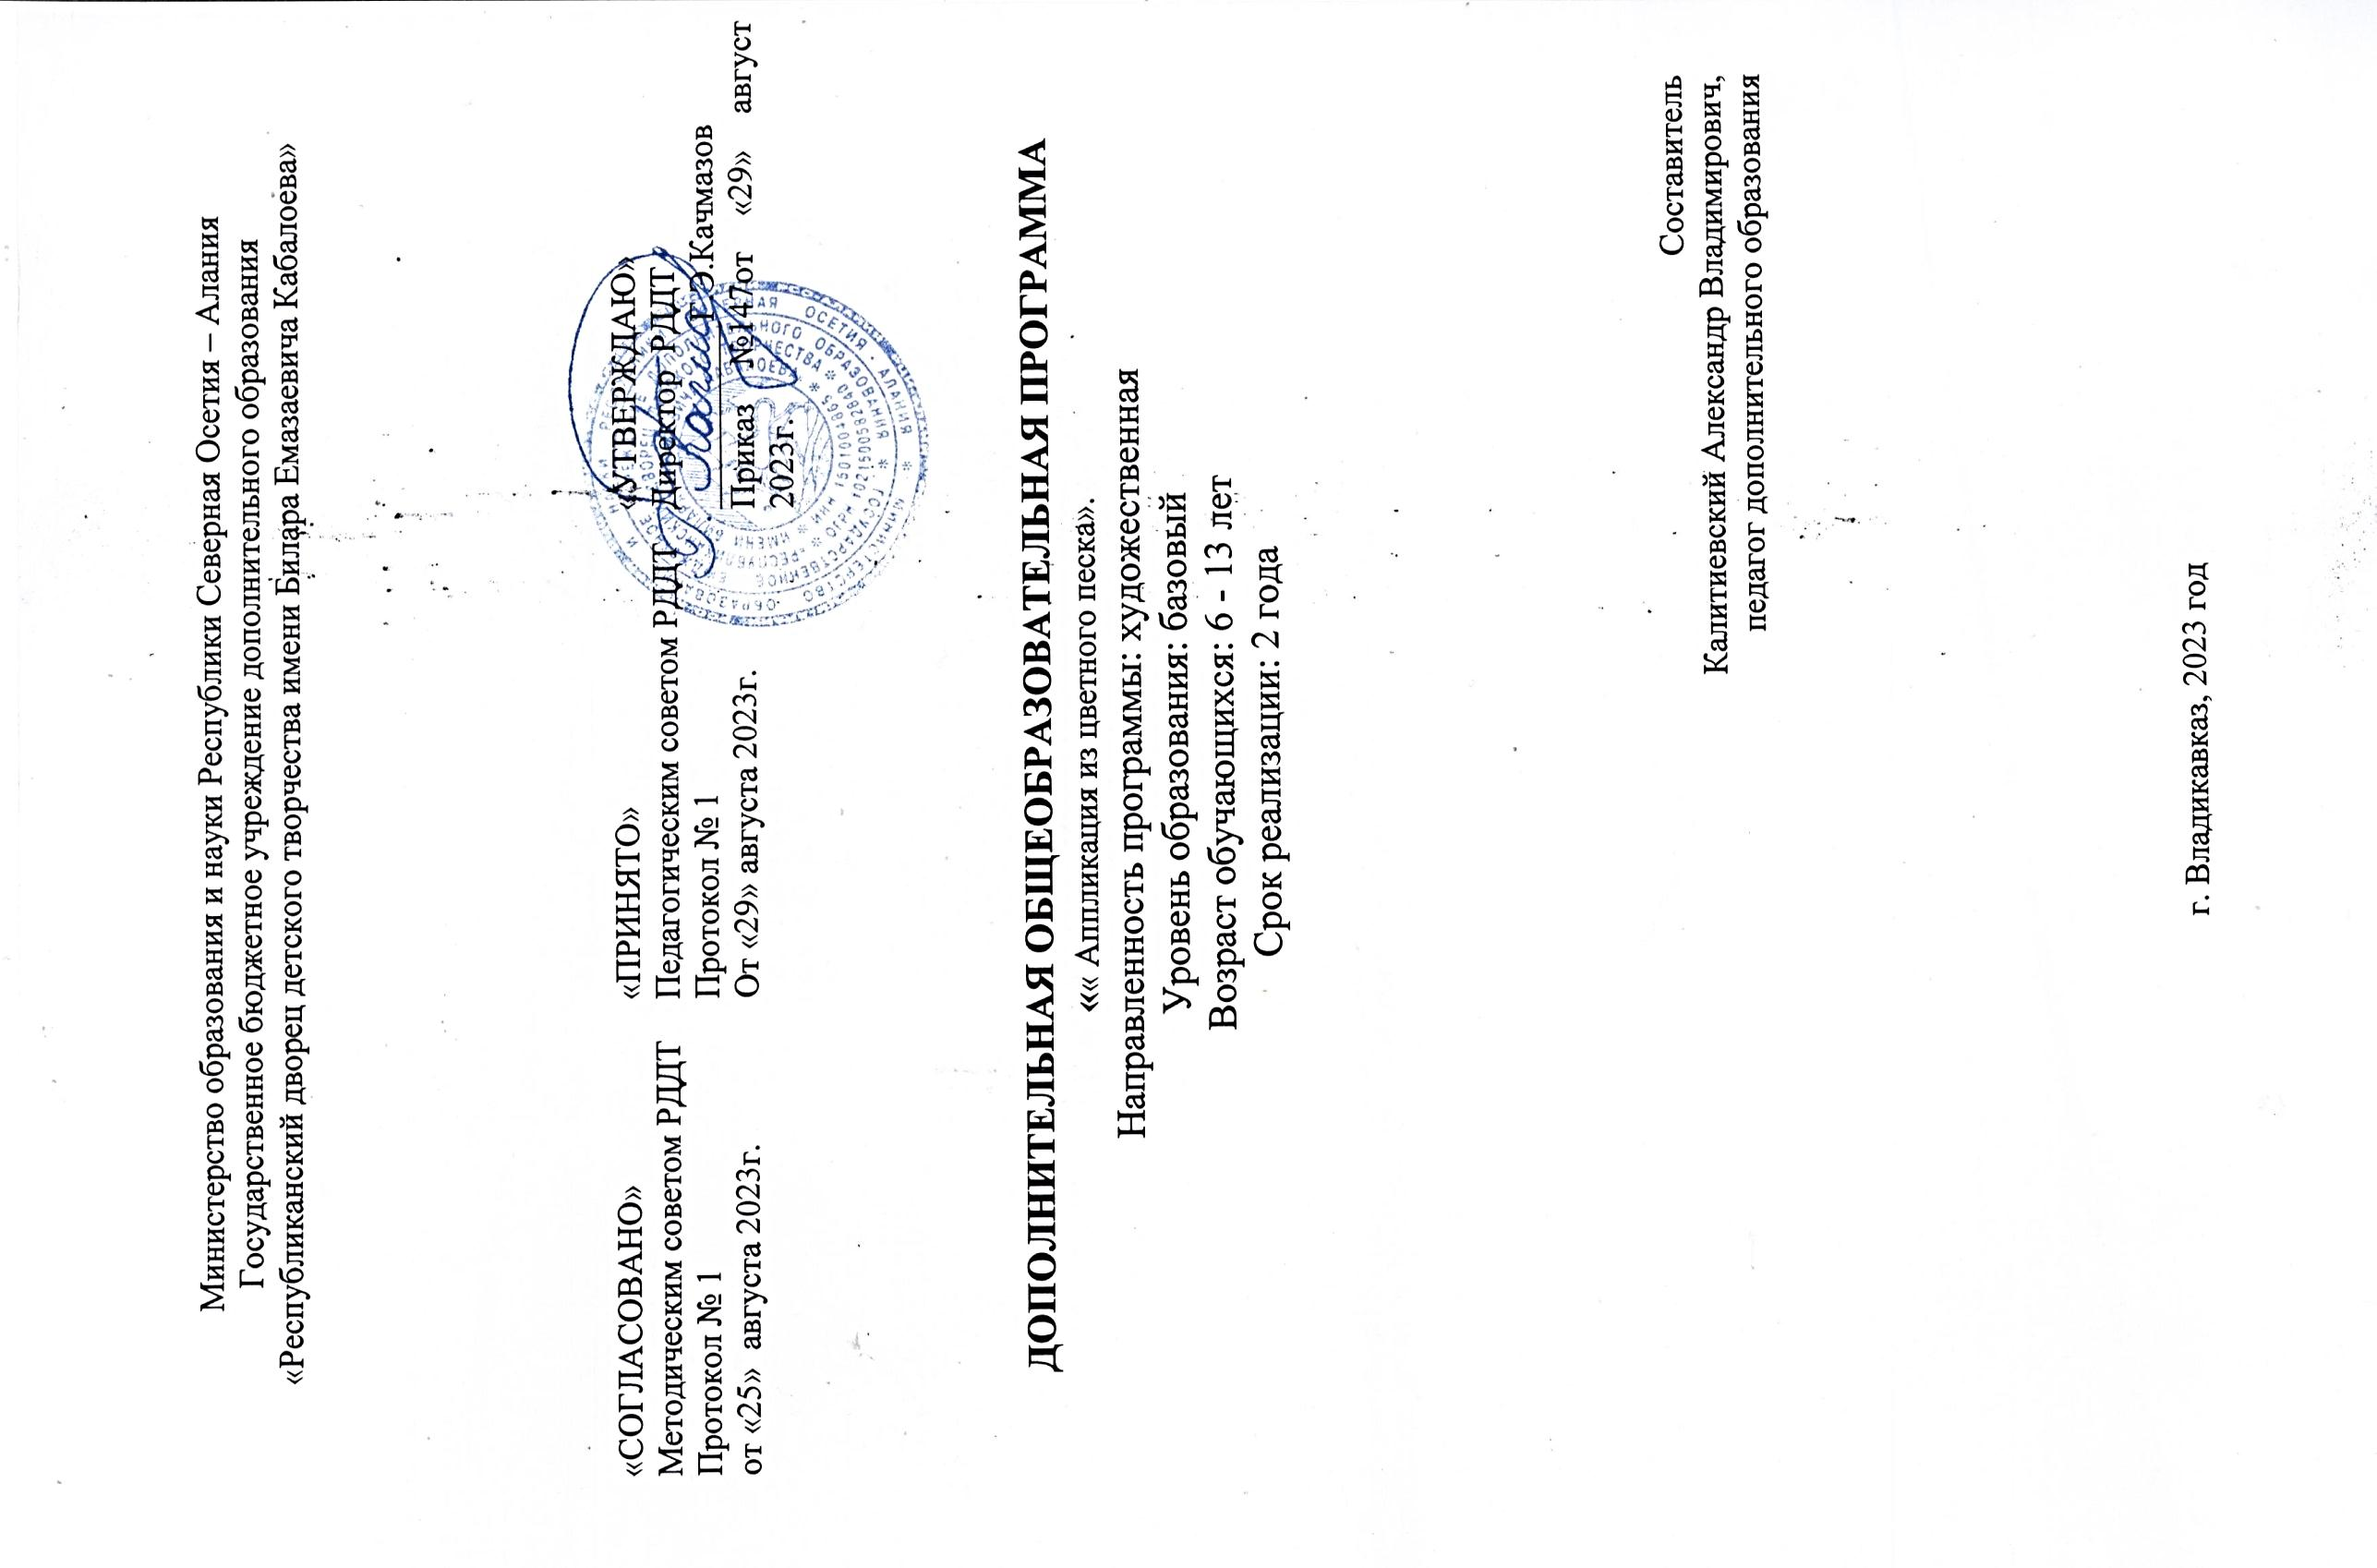 Министерство образования и науки Республики Северная Осетия – Алания
Государственное бюджетное учреждение дополнительного образования
«Республиканский дворец детского творчества имени Билара Емазаевича Кабалоева»
«СОГЛАСОВАНО»
Методическим советом РДДТ
Протокол № 1
от «25» августа 2023г.
«ПРИНЯТО»
Педагогическим советом РДДТ
Протокол № 1
От «29» августа 2023г.
«УТВЕРЖДАЮ»
Директор РДДТ
Качмазов
Приказ №147от «29» август
2023г.
ДОПОЛНИТЕЛЬНАЯ ОБЩЕОБРАЗОВАТЕЛЬНАЯ ПРОГРАММА
«« Аппликация из цветного песка».
Направленность программы: художественная
Уровень образования: базовый
Возраст обучающихся: 6 - 13 лет
Срок реализации: 2 года
Составитель
Калитиевский Александр Владимирович,
педагог дополнительного образования
г. Владикавказ, 2023 год